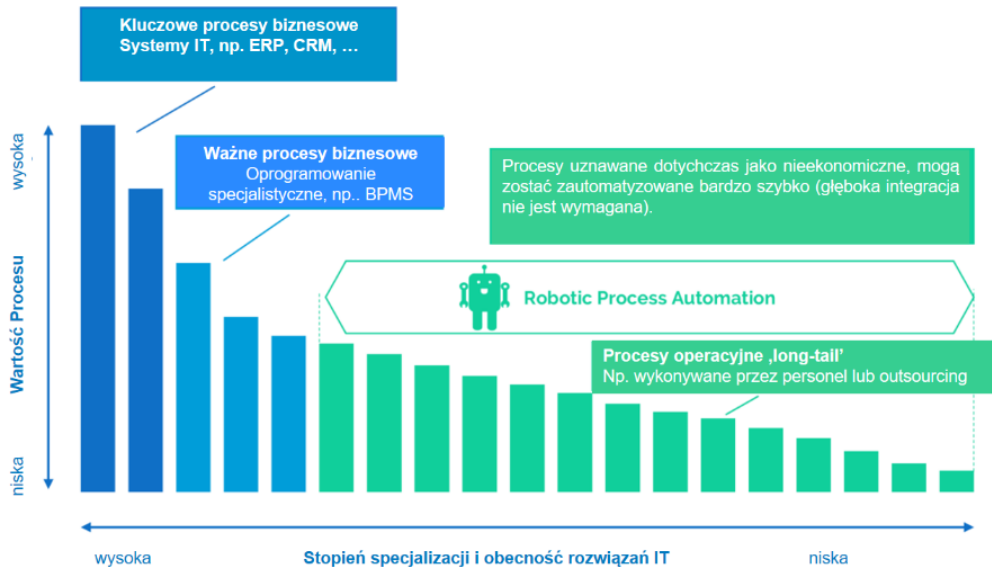 Kluczowe procesy biznesowe
Systemy IT, np. ERP, CRM, …
Ważne procesy biznesowe
Oprogramowanie
specjalistyczne, np.. BPMS
Procesy uznawane dotychczas jako nieekonomiczne, mogą
zostać zautomatyzowane bardzo szybko (głęboka integracja
nie jest wymagana).
Robotic Process Automation
Procesy operacyjne ‚long-tail’
Np. wykonywane przez personel lub outsourcing
wysoka
Wartość Procesu
niska
wysoka
Stopień specjalizacji i obecność rozwiązań IT
niska